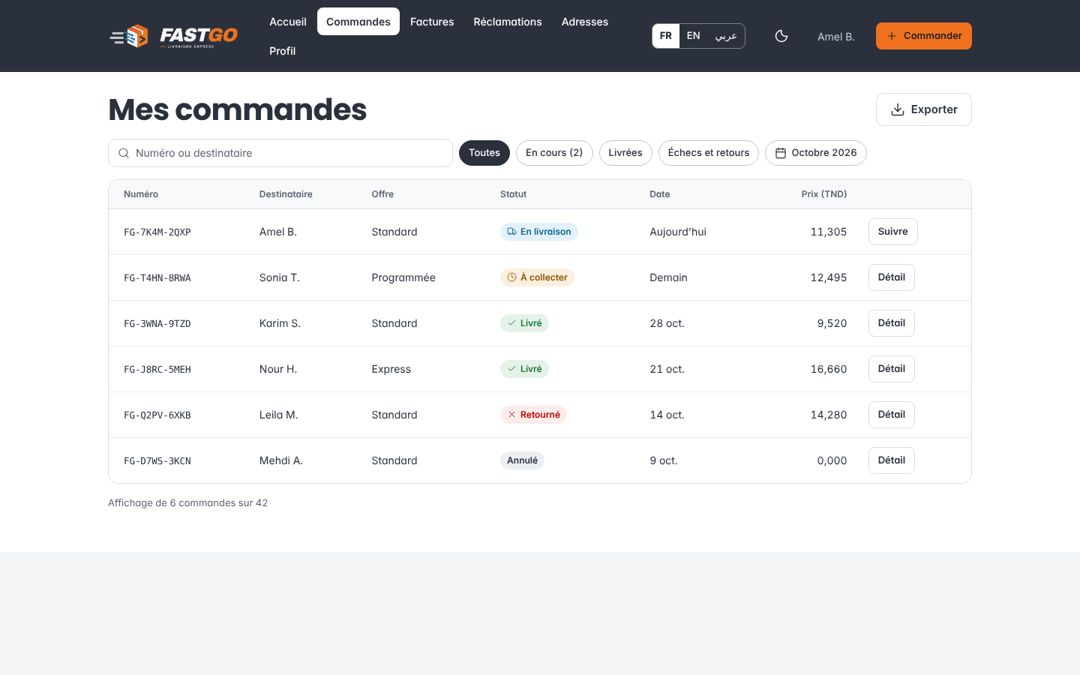 FASTGO
LIVRAISON EXPRESS
Accueil Commandes Factures Réclamations Adresses
Profil
FR EN عربي
Amel B.
Commander
Mes commandes
Exporter
Numéro ou destinataire
Toutes En cours (2) Livrées Échecs et retours Octobre 2026
Numéro Destinataire Offre Statut Date Prix (TND)
FG-7K4M-2QXP Amel B. Standard En livraison Aujourd'hui 11,305 Suivre
FG-T4HN-8RWA Sonia T. Programmée À collecter Demain 12,495 Détail
FG-3WNA-9TZD Karim S. Standard Livré 28 oct. 9,520 Détail
FG-J8RC-5MEH Nour H. Express Livré 21 oct. 16,660 Détail
FG-Q2PV-6XKB Leila M. Standard Retourné 14 oct. 14,280 Détail
FG-D7WS-3KCN Mehdi A. Standard Annulé 9 oct. 0,000 Détail
Affichage de 6 commandes sur 42